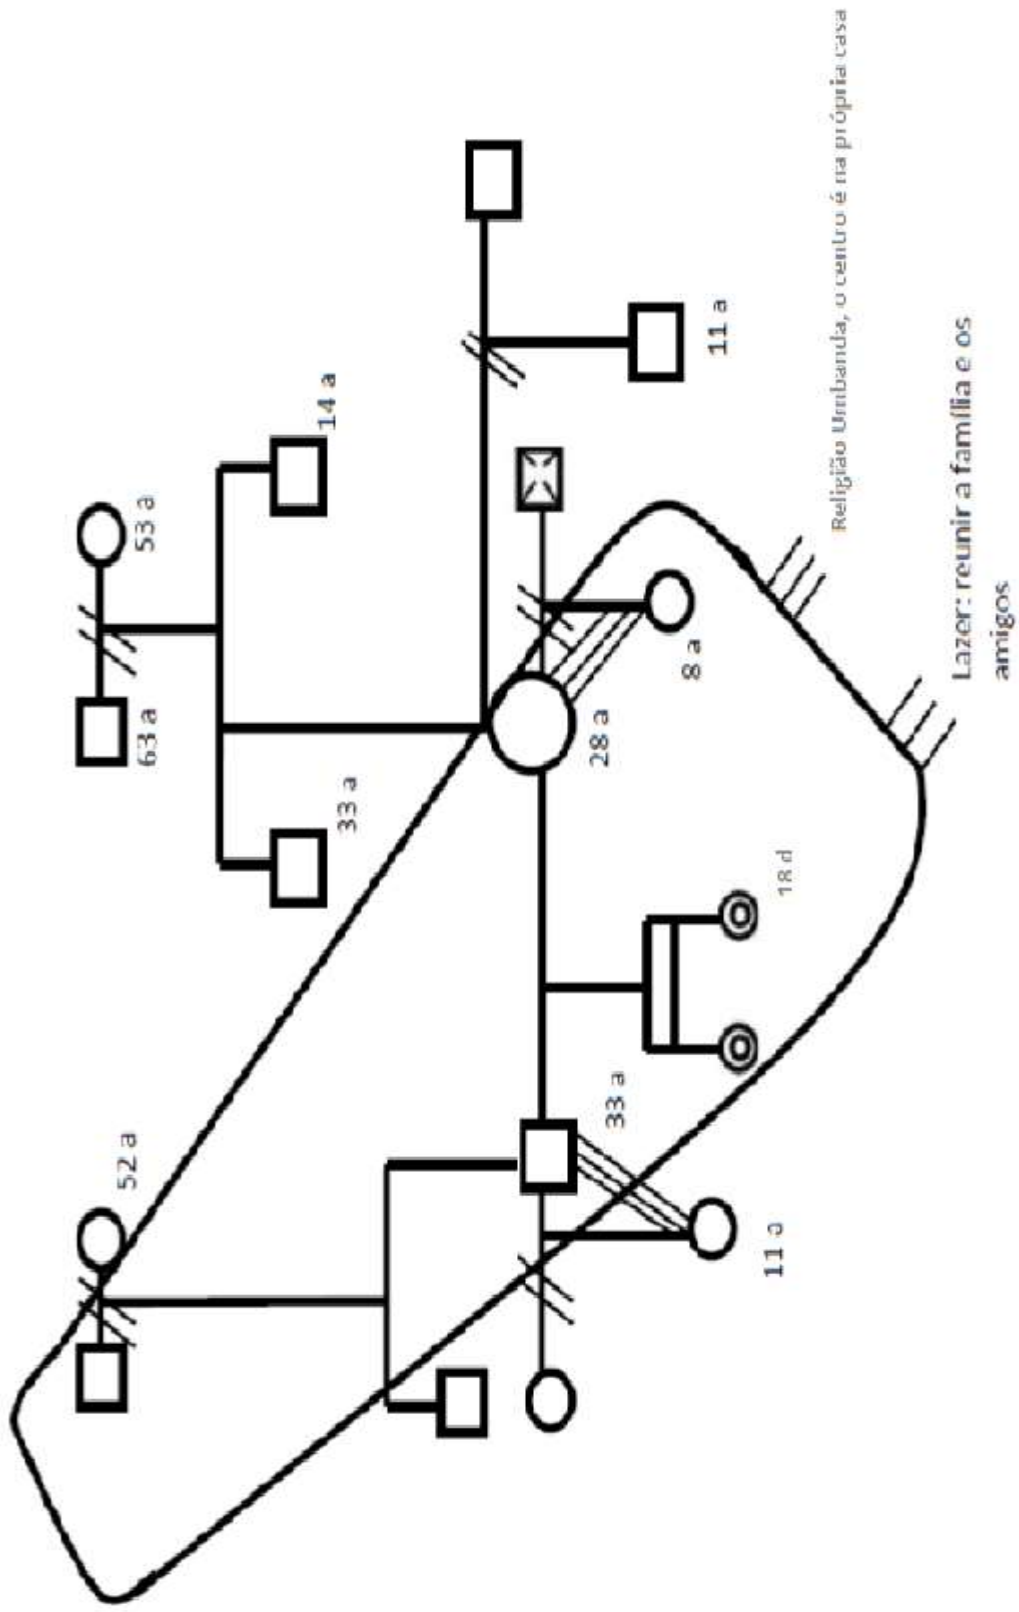 52 a
63 a
53 a
33 a
14 a
33 a
28 a
11 a
8 a
11 a
18 d
Religião Umbanda, o centro é na própria casa
Lazer: reunir a família e os
amigos